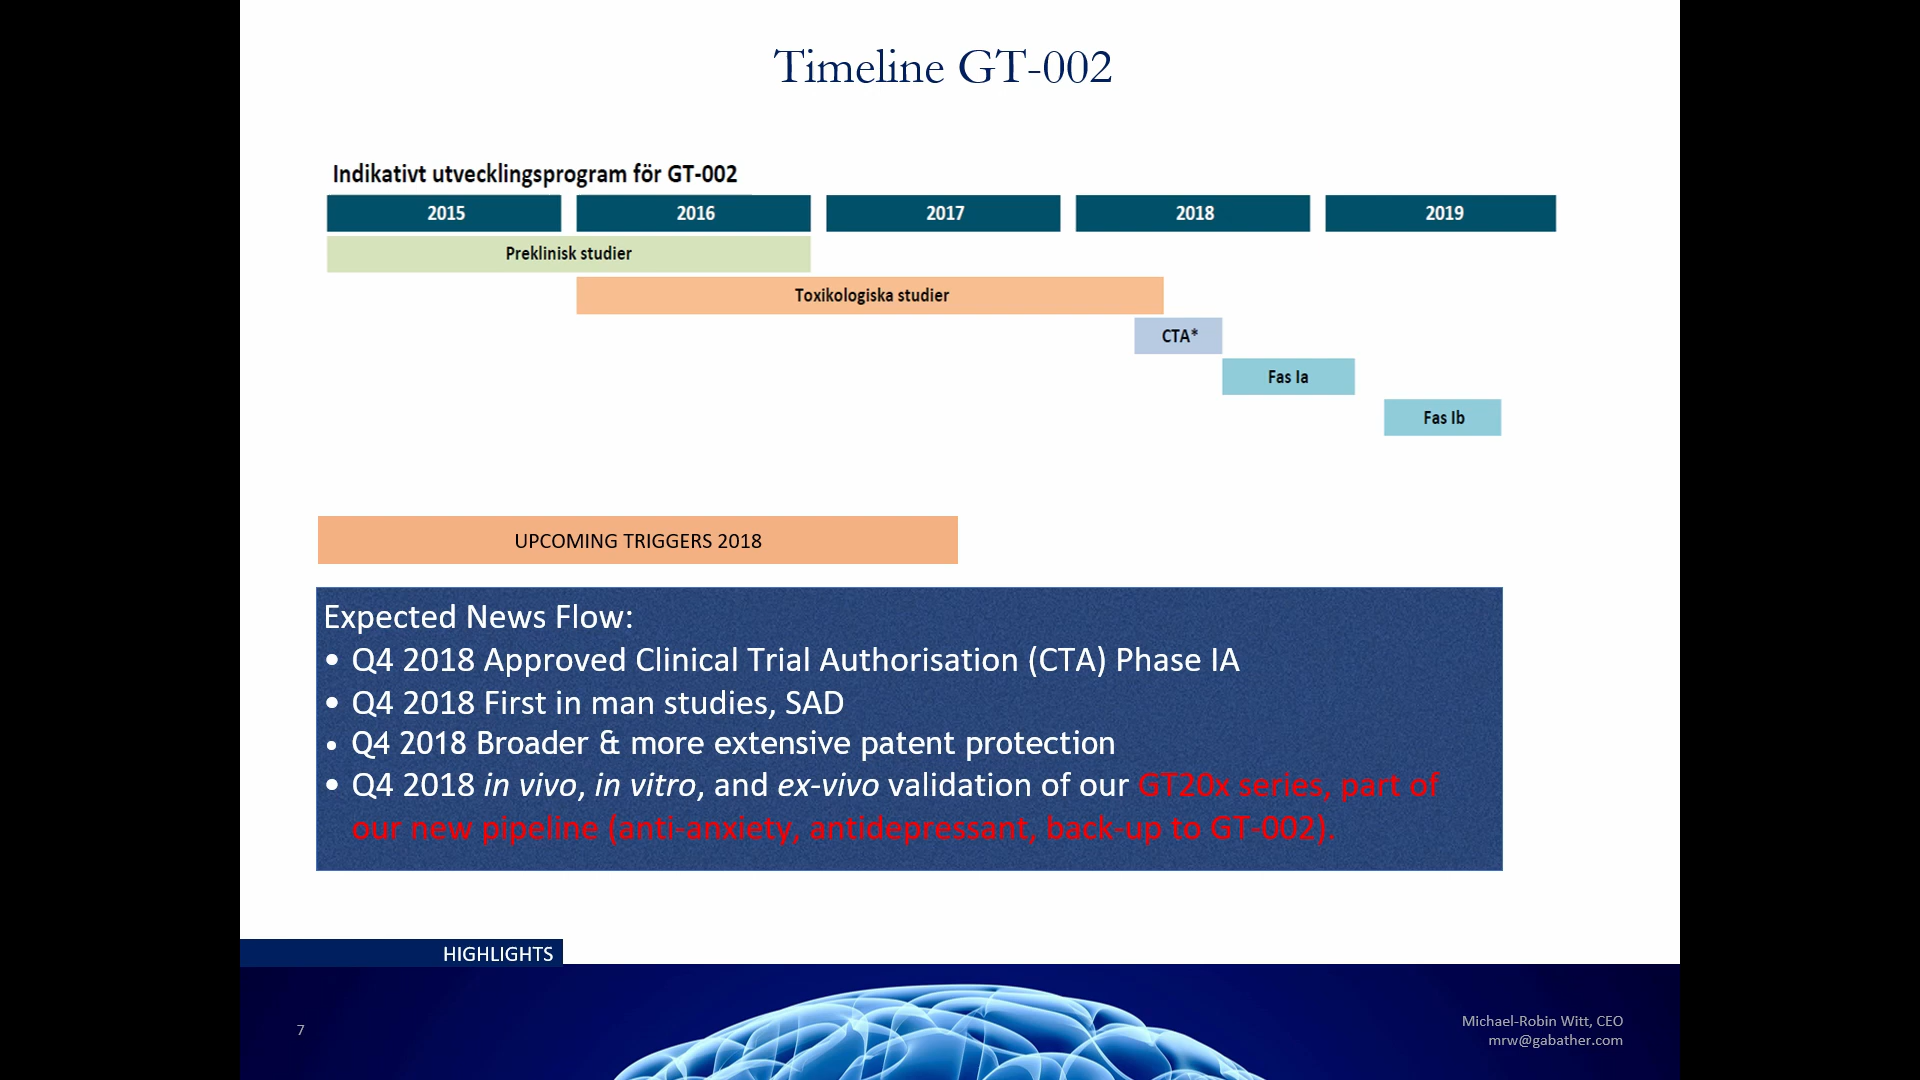 Timeline GT-002
Indikativt utvecklingsprogram för GT-002
2015 2016 2017 2018 2019
Preklinisk studier
Toxikologiska studier
CTA*
Fas Ia
Fas Ib
UPCOMING TRIGGERS 2018
Expected News Flow:
• Q4 2018 Approved Clinical Trial Authorisation (CTA) Phase IA
• Q4 2018 First in man studies, SAD
• Q4 2018 Broader & more extensive patent protection
• Q4 2018 in vivo, in vitro, and ex-vivo validation of our GT20x series, part of
our new pipeline (anti-anxiety, antidepressant, back-up to GT-002).
HIGHLIGHTS
7
Michael-Robin Witt, CEO
mrw@gabather.com